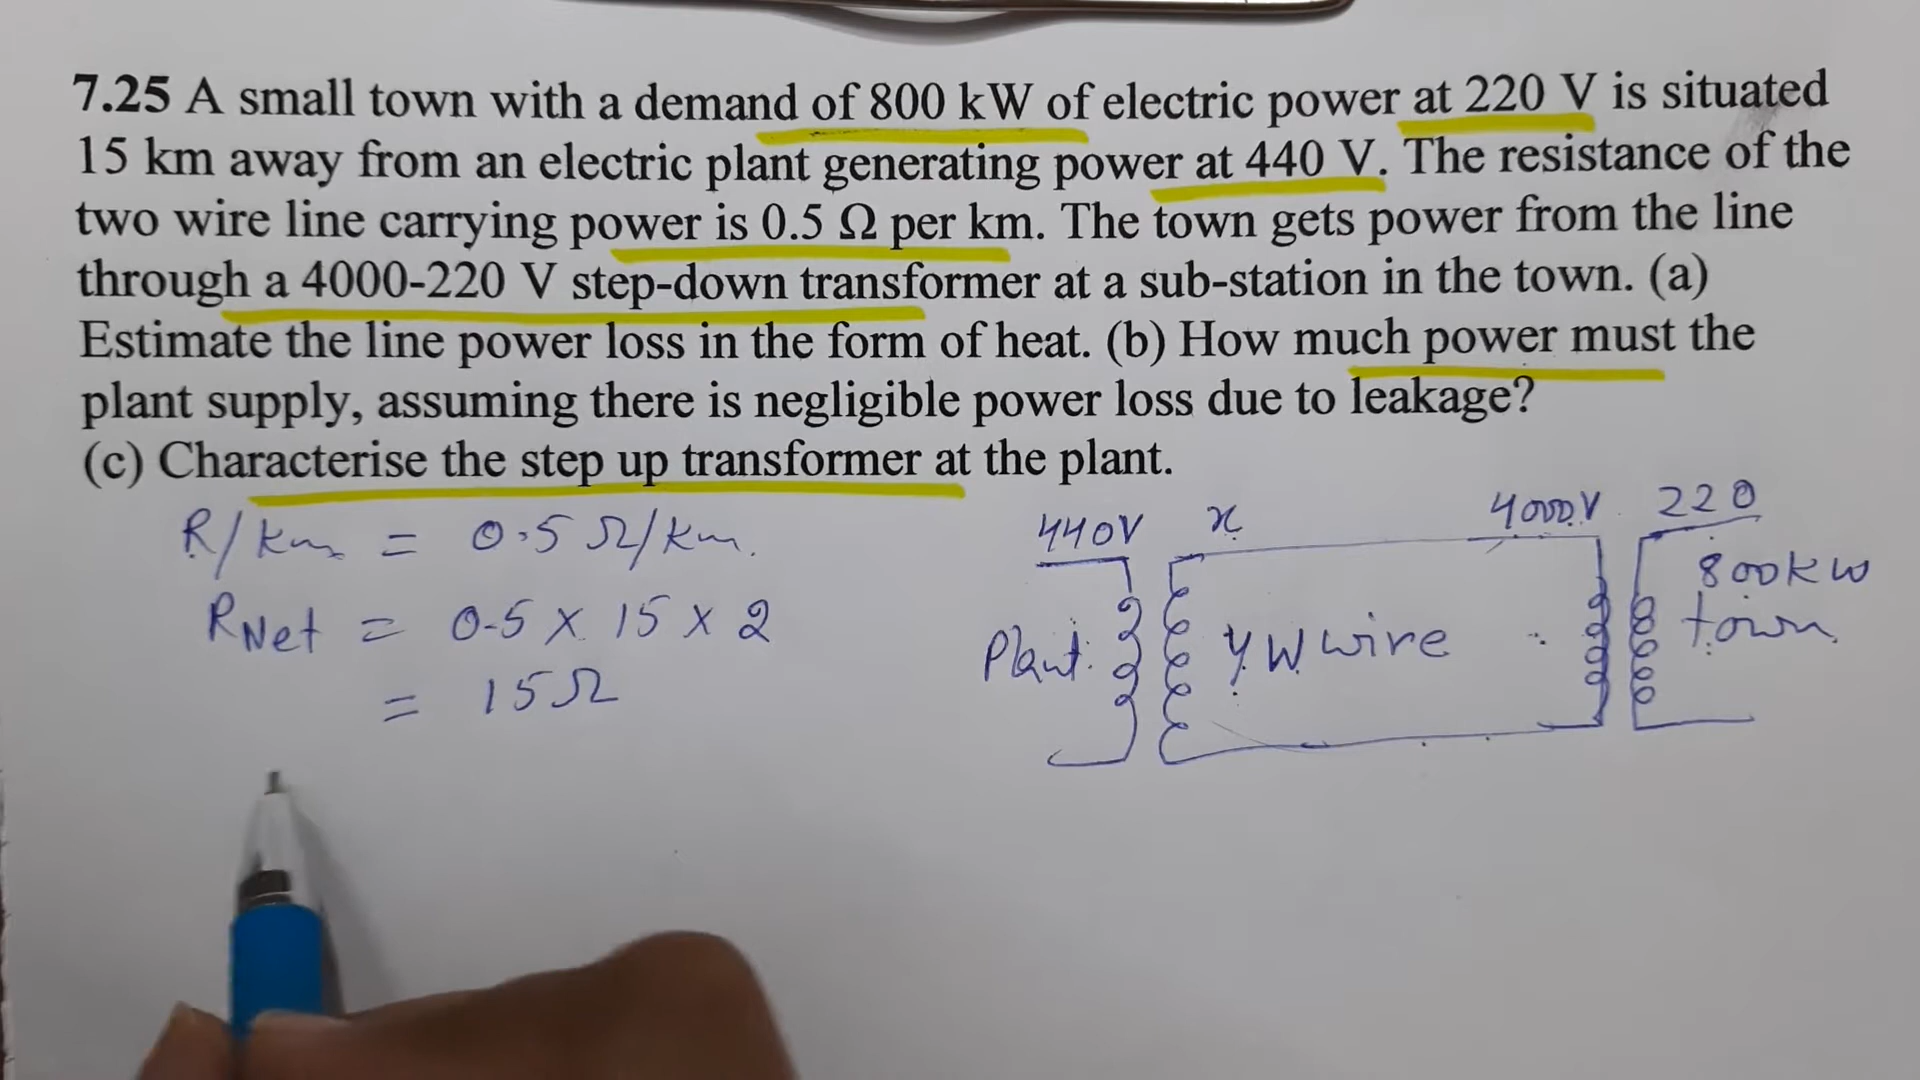 7.25 A small town with a demand of 800 kW of electric power at 220 V is situated
15 km away from an electric plant generating power at 440 V. The resistance of the
two wire line carrying power is 0.5 Ω per km. The town gets power from the line
through a 4000-220 V step-down transformer at a sub-station in the town. (a)
Estimate the line power loss in the form of heat. (b) How much power must the
plant supply, assuming there is negligible power loss due to leakage?
(c) Characterise the step up transformer at the plant.
R/km = 0.5 Ω/km.
RNet = 0.5 x 15 x 2
= 15Ω
440V x 4000V 220
800kW
Plant y W wire town